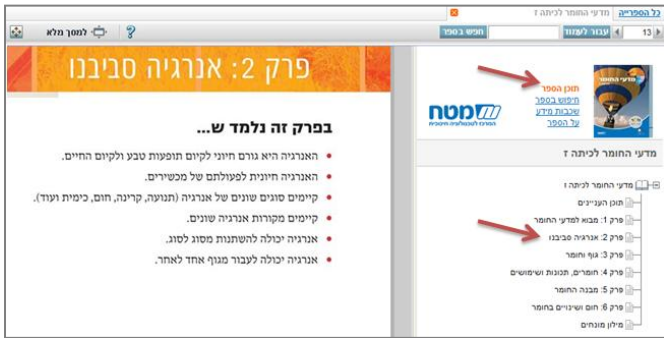 כל הספרייה
מדעי החומר לכיתה ז
13
עבור לעמוד
חפש בספר
?
למסך מלא
תוכן הספר
חיפוש בספר
שכבות מידע
על הספר
מדעי החומר
מטח
המרכז לטכנולוגיה חינוכית
מדעי החומר לכיתה ז
מדעי החומר לכיתה ז
תוכן העניינים
פרק 1: מבוא למדעי החומר
פרק 2: אנרגיה סביבנו
פרק 3: גוף וחומר
פרק 4: חומרים, תכונות ושימושים
פרק 5: מבנה החומר
פרק 6: חום ושינויים בחומר
מילון מונחים
פרק 2: אנרגיה סביבנו
בפרק זה נלמד ש...
האנרגיה היא גורם חיוני לקיום תופעות טבע ולקיום החיים.
האנרגיה חיונית לפעולתם של מכשירים.
קיימים סוגים שונים של אנרגיה (תנועה, קרינה, חום, כימית ועוד).
קיימים מקורות אנרגיה שונים.
אנרגיה יכולה להשתנות מסוג לסוג.
אנרגיה יכולה לעבור מגוף אחד לאחר.